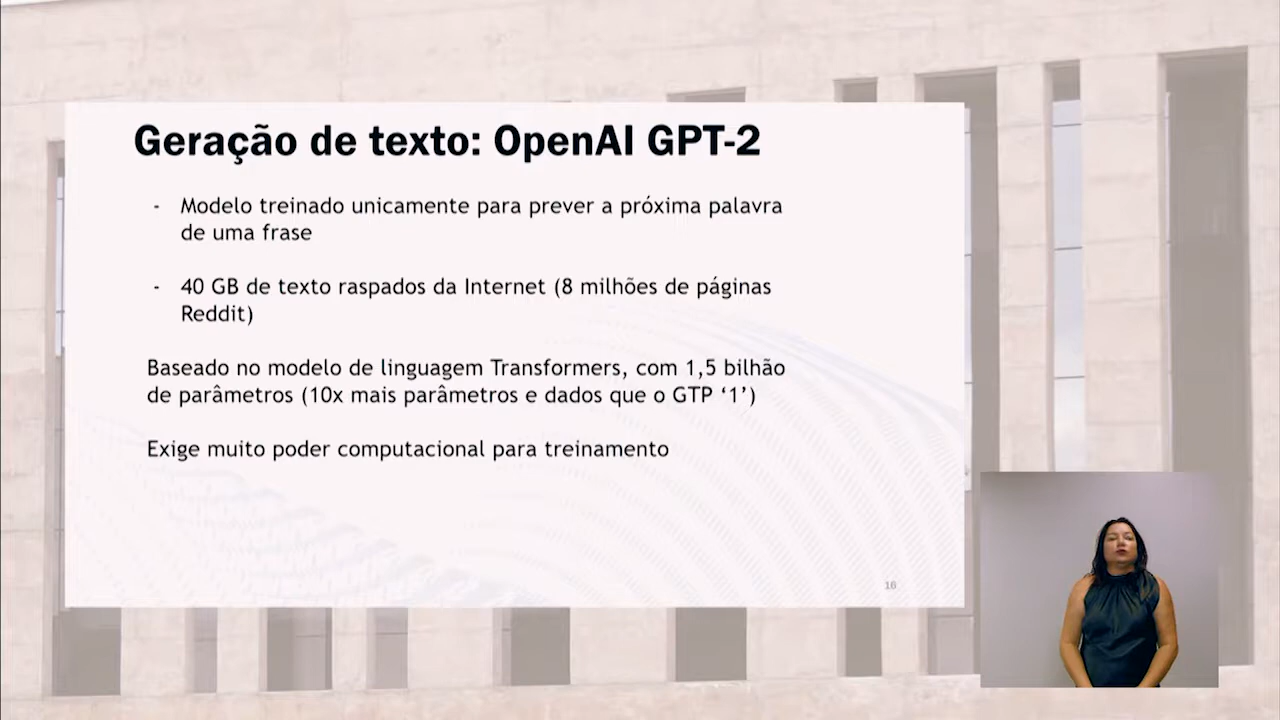 Geração de texto: OpenAI GPT-2
- Modelo treinado unicamente para prever a próxima palavra
de uma frase
- 40 GB de texto raspados da Internet (8 milhões de páginas
Reddit)
Baseado no modelo de linguagem Transformers, com 1,5 bilhão
de parâmetros (10x mais parâmetros e dados que o GTP ‘1’)
Exige muito poder computacional para treinamento
16